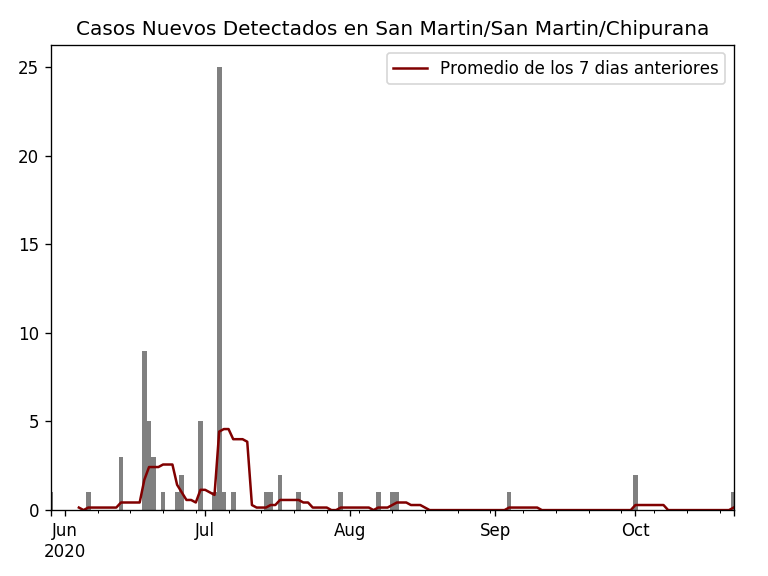 Casos Nuevos Detectados en San Martin/San Martin/Chipurana
Promedio de los 7 dias anteriores
25
20
15
10
5
0
Jun Jul Aug Sep Oct
2020